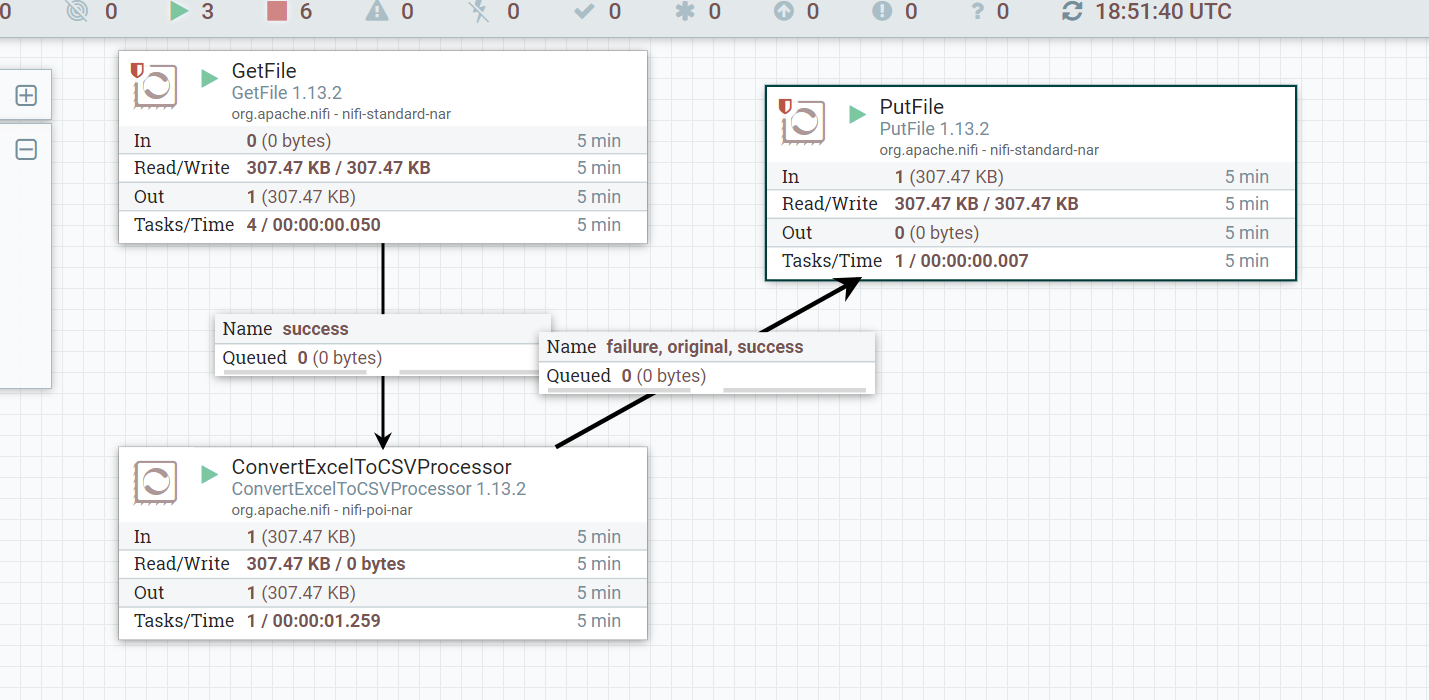 0 0 3 6 0 0 0 0 0 0 ? 0 18:51:40 UTC
GetFile
GetFile 1.13.2
org.apache.nifi - nifi-standard-nar
In 0 (0 bytes) 5 min
Read/Write 307.47 KB / 307.47 KB 5 min
Out 1 (307.47 KB) 5 min
Tasks/Time 4 / 00:00:00.050 5 min
PutFile
PutFile 1.13.2
org.apache.nifi - nifi-standard-nar
In 1 (307.47 KB) 5 min
Read/Write 307.47 KB / 307.47 KB 5 min
Out 0 (0 bytes) 5 min
Tasks/Time 1 / 00:00:00.007 5 min
Name success
Queued 0 (0 bytes)
Name failure, original, success
Queued 0 (0 bytes)
ConvertExcelToCSVProcessor
ConvertExcelToCSVProcessor 1.13.2
org.apache.nifi - nifi-poi-nar
In 1 (307.47 KB) 5 min
Read/Write 307.47 KB / 0 bytes 5 min
Out 1 (307.47 KB) 5 min
Tasks/Time 1 / 00:00:01.259 5 min